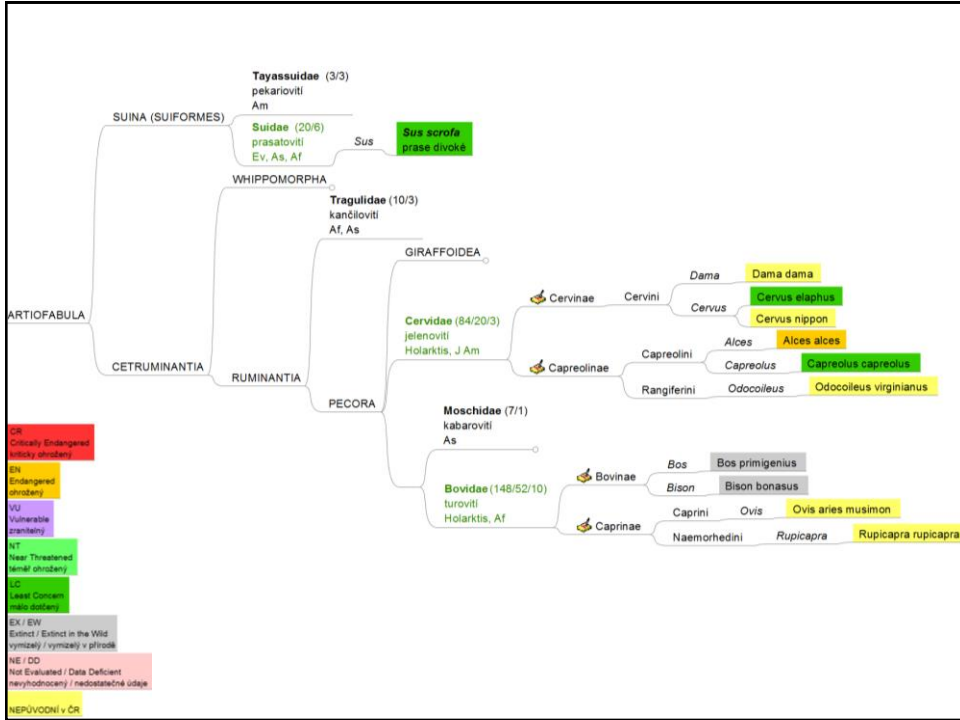 Tayassuidae (3/3)
pekariovití
Am
SUINA (SUIFORMES)
Suidae (20/6)
prasatovití
Ev, As, Af
Sus
Sus scrofa
prase divoké
WHIPPOMORPHA
Tragulidae (10/3)
kančilovití
Af, As
GIRAFFOIDEA
ARTIOFABULA
CETRUMINANTIA
RUMINANTIA
PECORA
Cervidae (84/20/3)
jelenovití
Holarktis, J Am
Cervinae
Cervini
Dama
Dama dama
Cervus
Cervus elaphus
Cervus nippon
Capreolinae
Capreolini
Alces
Alces alces
Capreolus
Capreolus capreolus
Rangiferini
Odocoileus
Odocoileus virginianus
Moschidae (7/1)
kabarovití
As
Bovidae (148/52/10)
turovití
Holarktis, Af
Bovinae
Bos
Bos primigenius
Bison
Bison bonasus
Caprinae
Caprini
Ovis
Ovis aries musimon
Naemorhedini
Rupicapra
Rupicapra rupicapra
CR
Critically Endangered
kriticky ohrožený
EN
Endangered
ohrožený
VU
Vulnerable
zranitelný
NT
Near Threatened
téměř ohrožený
LC
Least Concern
málo dotčený
EX / EW
Extinct / Extinct in the Wild
vymizelý / vymizelý v přírodě
NE / DD
Not Evaluated / Data Deficient
nevyhodnocený / nedostatečné údaje
NEPŮVODNÍ v ČR